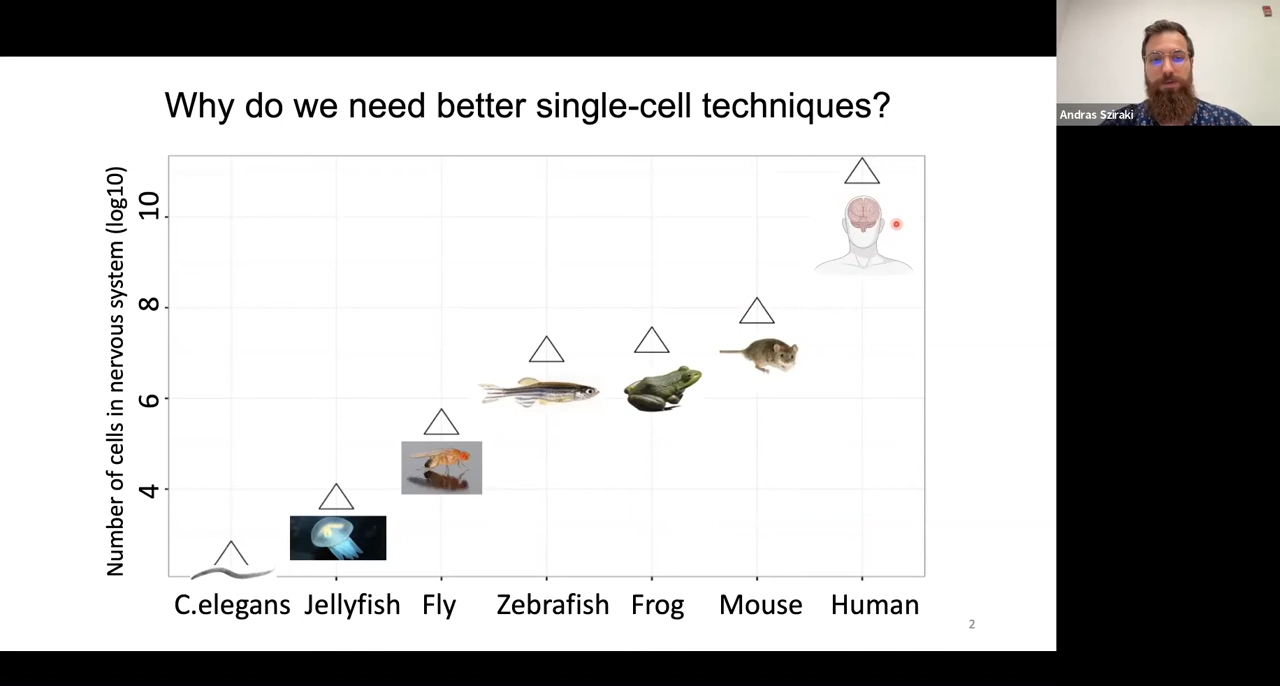 Why do we need better single-cell techniques?
Andras Sziraki
Number of cells in nervous system (log10)
10
8
6
4
C.elegans Jellyfish Fly Zebrafish Frog Mouse Human
2